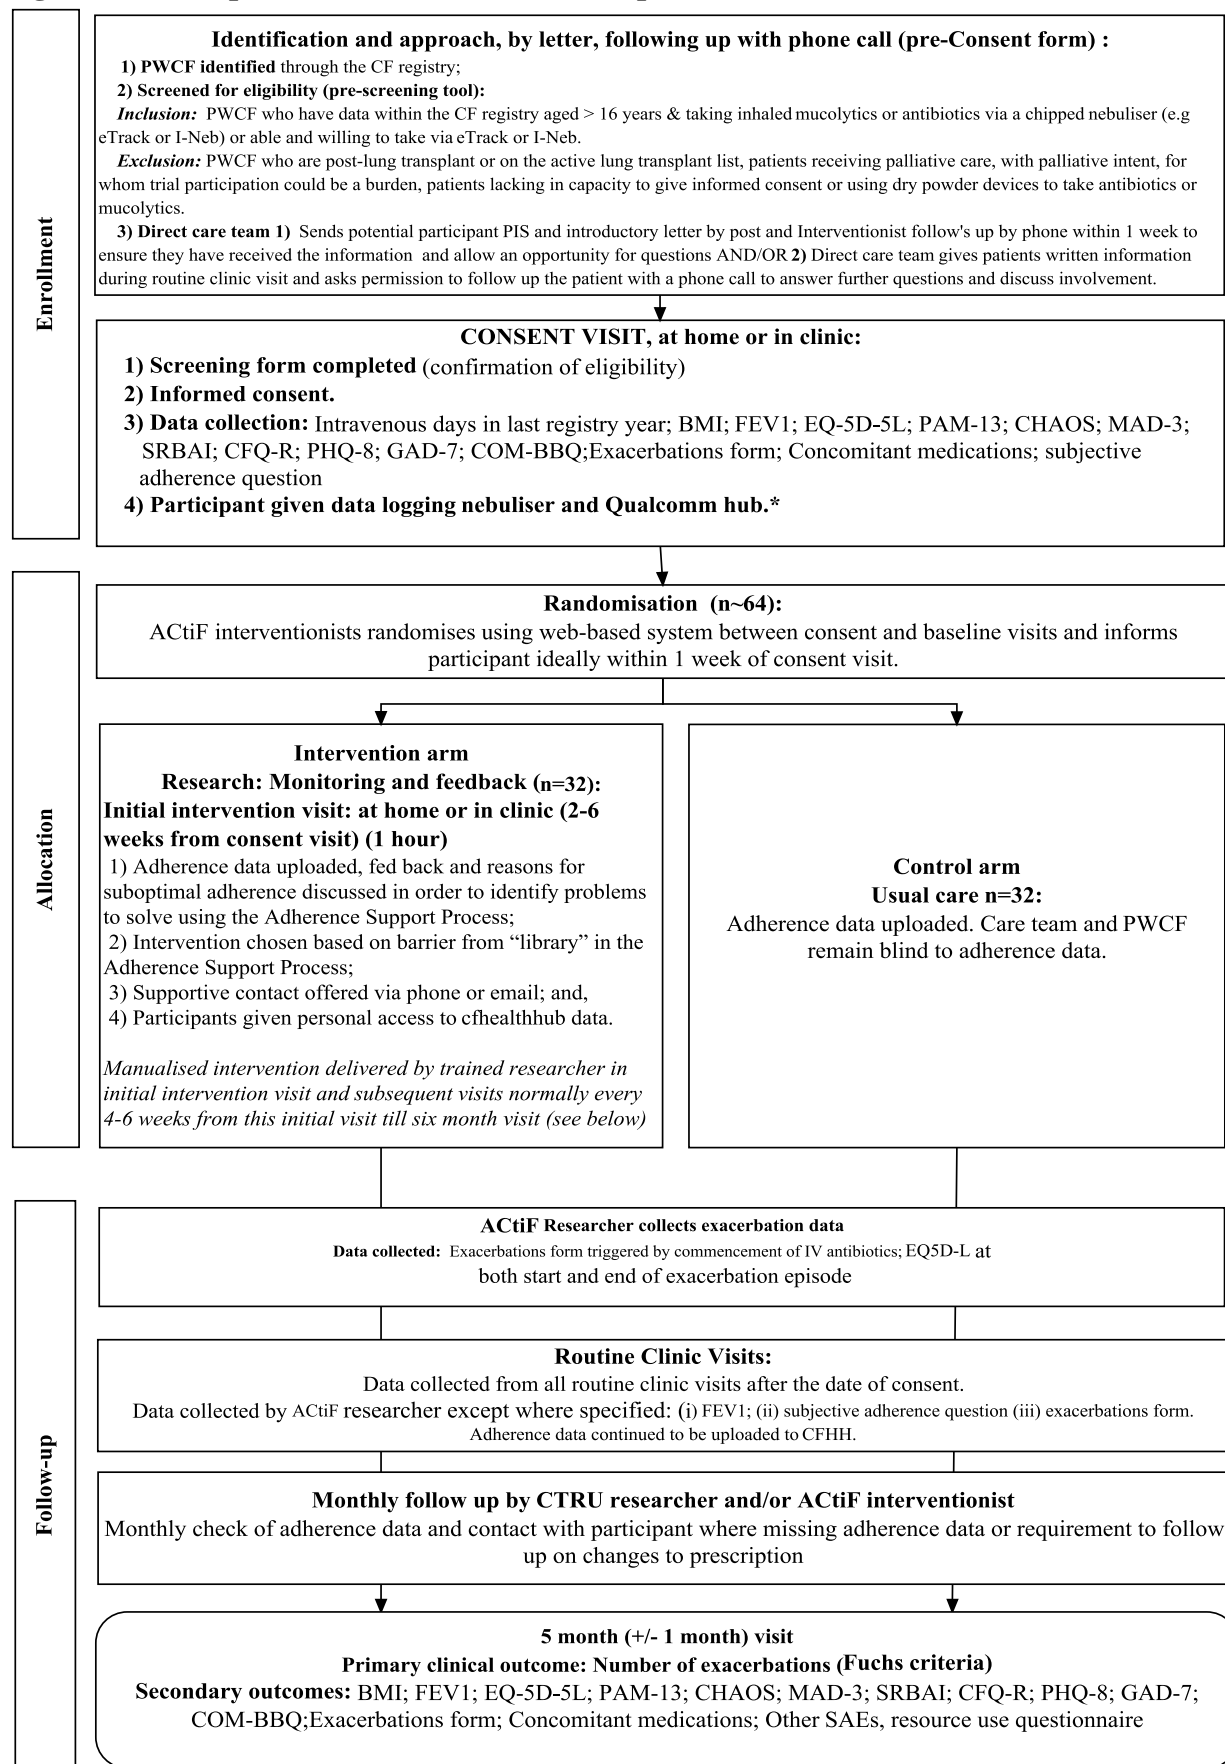 Identification and approach, by letter, following up with phone call (pre-Consent form) :
1) PWCF identified through the CF registry;
2) Screened for eligibility (pre-screening tool):
Inclusion: PWCF who have data within the CF registry aged > 16 years & taking inhaled mucolytics or antibiotics via a chipped nebuliser (e.g
eTrack or I-Neb) or able and willing to take via eTrack or I-Neb.
Exclusion: PWCF who are post-lung transplant or on the active lung transplant list, patients receiving palliative care, with palliative intent, for
whom trial participation could be a burden, patients lacking in capacity to give informed consent or using dry powder devices to take antibiotics or
mucolytics.
3) Direct care team 1) Sends potential participant PIS and introductory letter by post and Interventionist follow's up by phone within 1 week to
ensure they have received the information and allow an opportunity for questions AND/OR 2) Direct care team gives patients written information
during routine clinic visit and asks permission to follow up the patient with a phone call to answer further questions and discuss involvement.
Enrollment
CONSENT VISIT, at home or in clinic:
1) Screening form completed (confirmation of eligibility)
2) Informed consent.
3) Data collection: Intravenous days in last registry year; BMI; FEV1; EQ-5D-5L; PAM-13; CHAOS; MAD-3;
SRBAI; CFQ-R; PHQ-8; GAD-7; COM-BBQ;Exacerbations form; Concomitant medications; subjective
adherence question
4) Participant given data logging nebuliser and Qualcomm hub.*
Allocation
Randomisation (n~64):
ACtiF interventionists randomises using web-based system between consent and baseline visits and informs
participant ideally within 1 week of consent visit.
Intervention arm
Research: Monitoring and feedback (n=32):
Initial intervention visit: at home or in clinic (2-6
weeks from consent visit) (1 hour)
1) Adherence data uploaded, fed back and reasons for
suboptimal adherence discussed in order to identify problems
to solve using the Adherence Support Process;
2) Intervention chosen based on barrier from “library” in the
Adherence Support Process;
3) Supportive contact offered via phone or email; and,
4) Participants given personal access to cfhealthhub data.
Manualised intervention delivered by trained researcher in
initial intervention visit and subsequent visits normally every
4-6 weeks from this initial visit till six month visit (see below)
Control arm
Usual care n=32:
Adherence data uploaded. Care team and PWCF
remain blind to adherence data.
Follow-up
ACtiF Researcher collects exacerbation data
Data collected: Exacerbations form triggered by commencement of IV antibiotics; EQ5D-L at
both start and end of exacerbation episode
Routine Clinic Visits:
Data collected from all routine clinic visits after the date of consent.
Data collected by ACtiF researcher except where specified: (i) FEV1; (ii) subjective adherence question (iii) exacerbations form.
Adherence data continued to be uploaded to CFHH.
Monthly follow up by CTRU researcher and/or ACtiF interventionist
Monthly check of adherence data and contact with participant where missing adherence data or requirement to follow
up on changes to prescription
5 month (+/- 1 month) visit
Primary clinical outcome: Number of exacerbations (Fuchs criteria)
Secondary outcomes: BMI; FEV1; EQ-5D-5L; PAM-13; CHAOS; MAD-3; SRBAI; CFQ-R; PHQ-8; GAD-7;
COM-BBQ;Exacerbations form; Concomitant medications; Other SAEs, resource use questionnaire